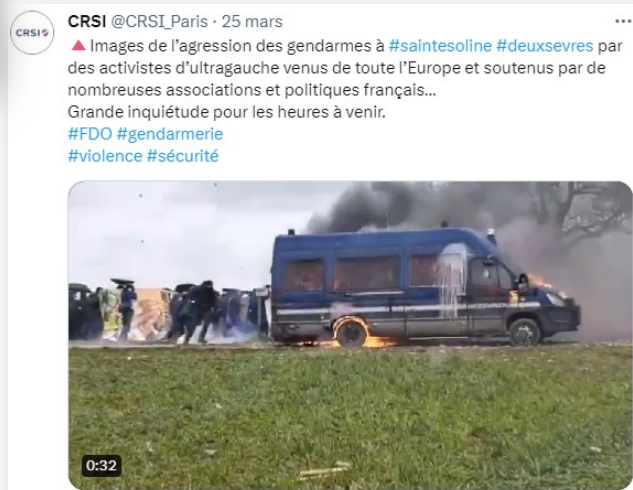 CRSI
CRSI @CRSI_Paris · 25 mars
🔺Images de l’agression des gendarmes à #saintesoline #deuxsevres par
des activistes d’ultragauche venus de toute l’Europe et soutenus par de
nombreuses associations et politiques français...
Grande inquiétude pour les heures à venir.
#FDO #gendarmerie
#violence #sécurité
0:32